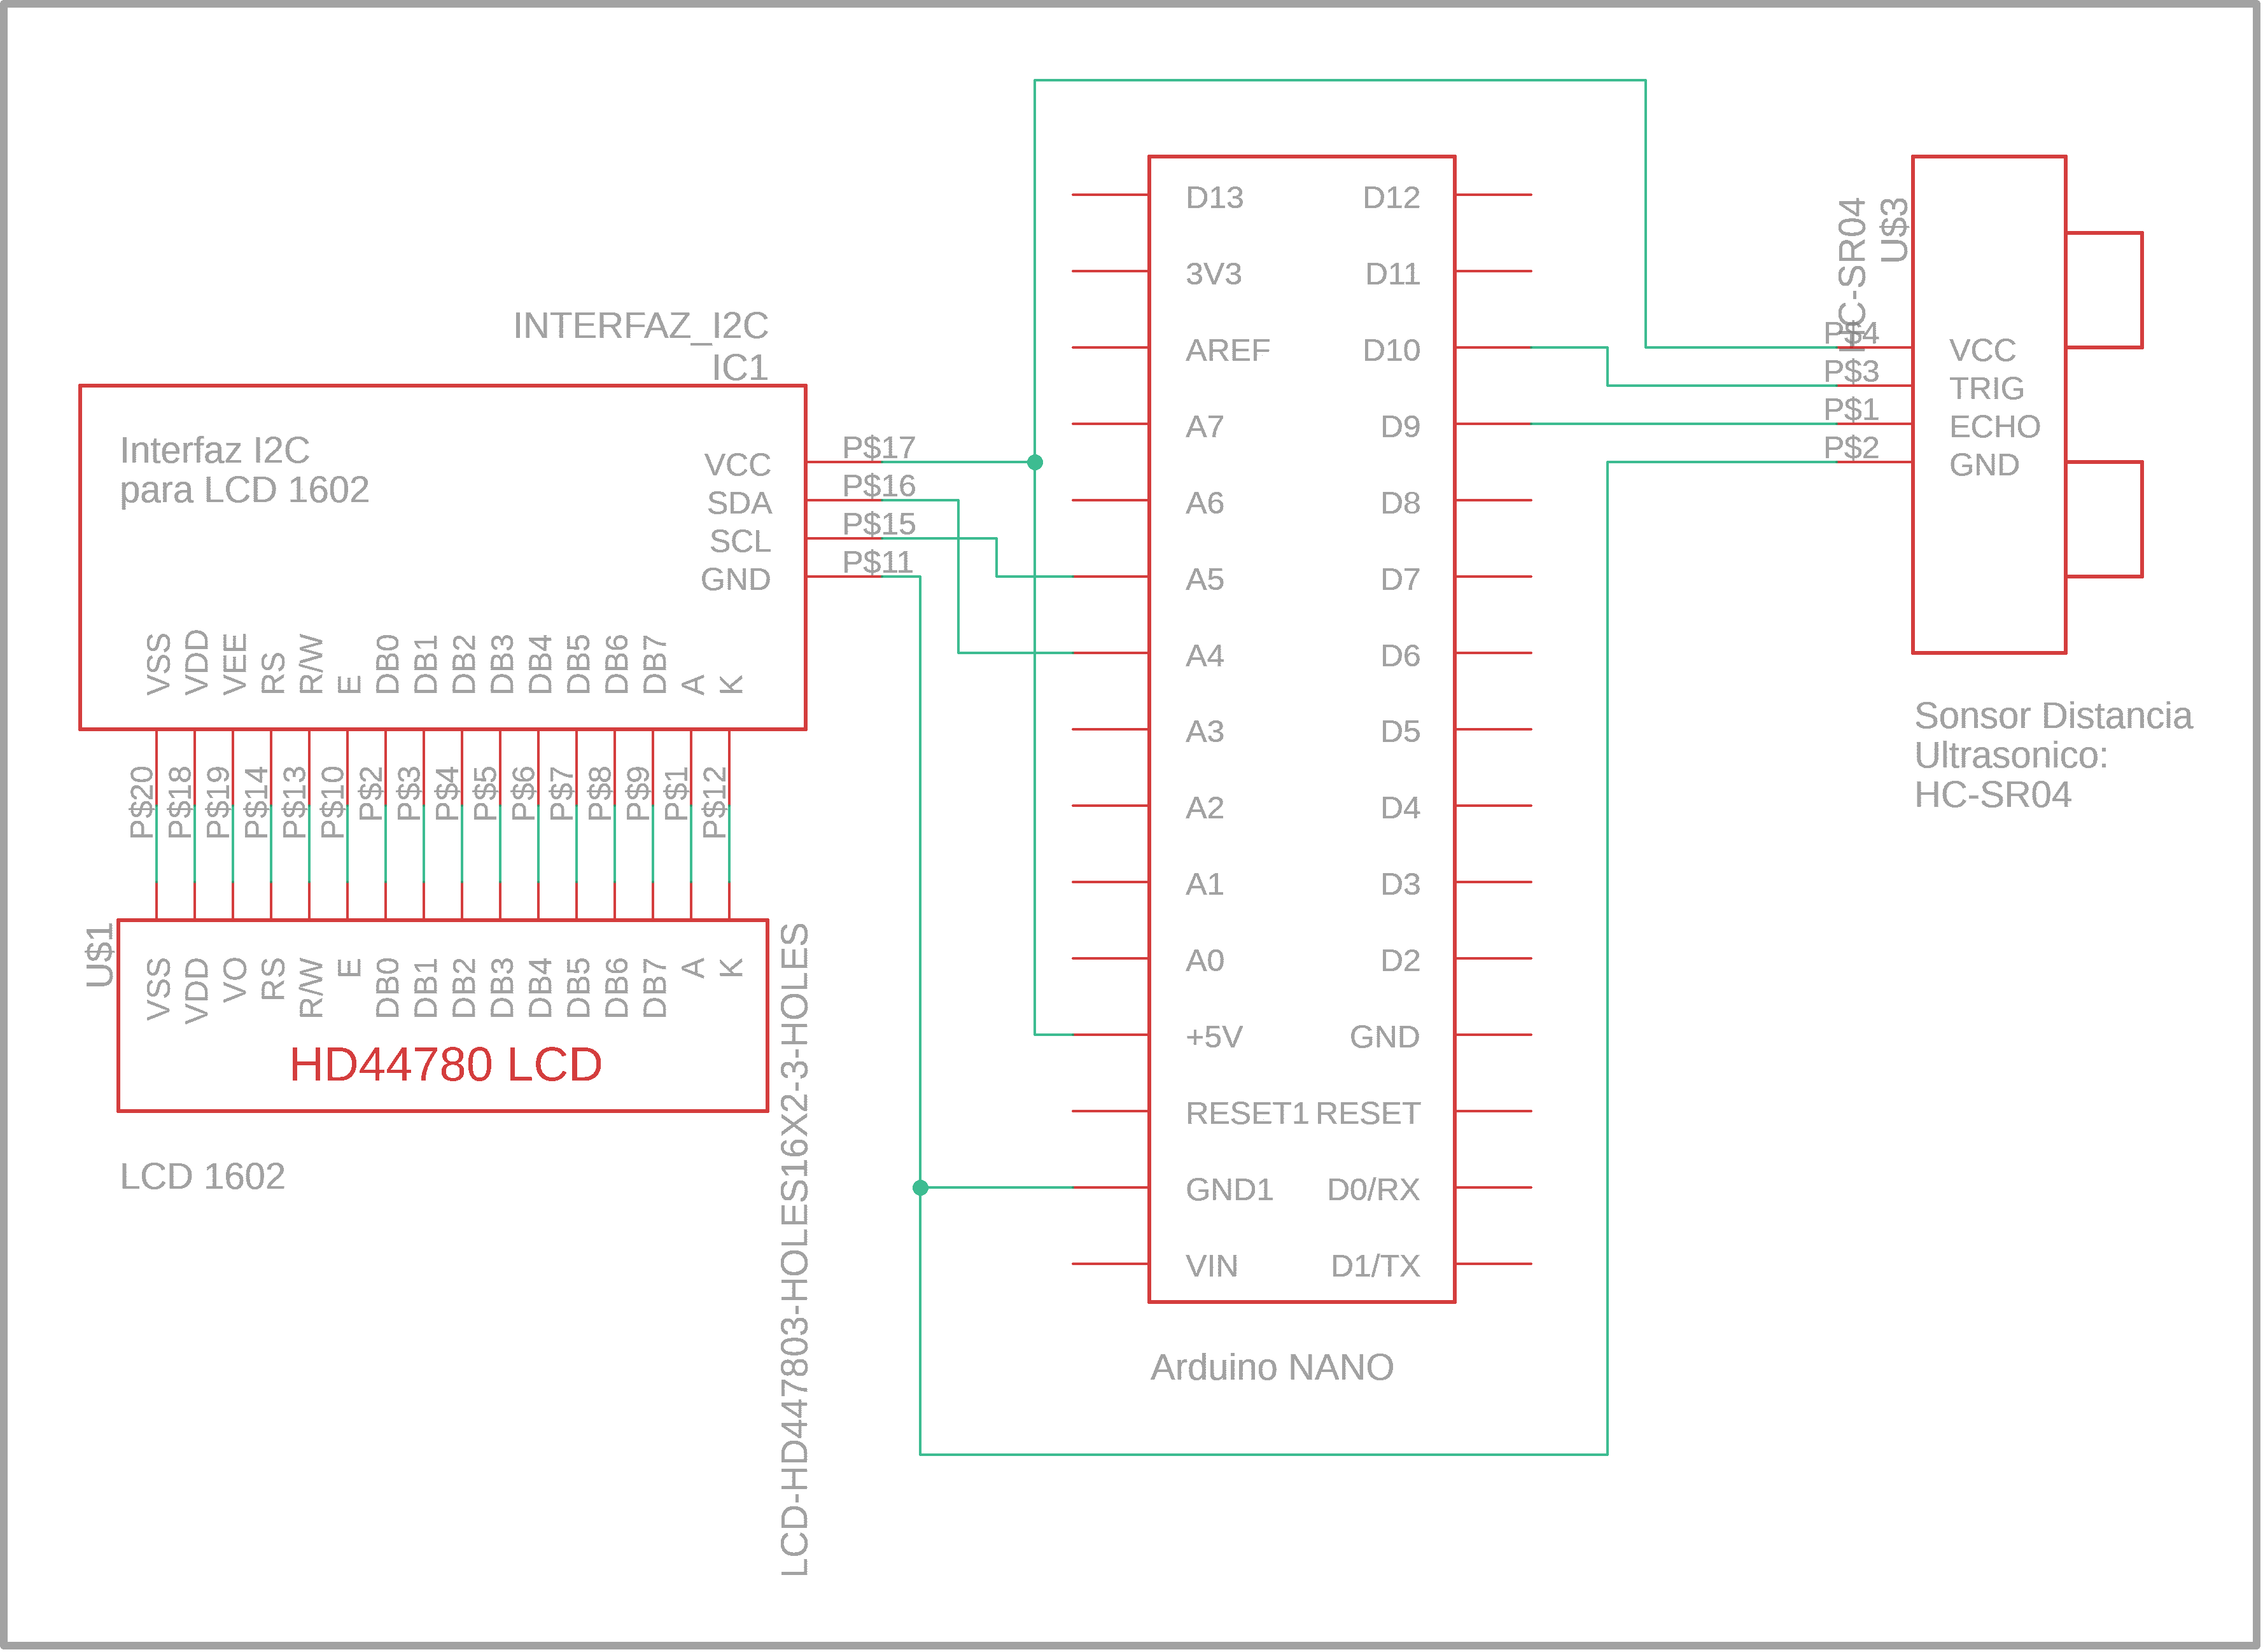 INTERFAZ_I2C
IC1
Interfaz I2C
para LCD 1602
VCC
SDA
SCL
GND
P$17
P$16
P$15
P$11
VSS
VDD
VEE
RS
R/W
E
DB0
DB1
DB2
DB3
DB4
DB5
DB6
DB7
A
K
P$20
P$18
P$19
P$14
P$13
P$10
P$2
P$3
P$4
P$5
P$6
P$7
P$8
P$9
P$1
P$12
U$1
VSS
VDD
VO
RS
R/W
E
DB0
DB1
DB2
DB3
DB4
DB5
DB6
DB7
A
K
HD44780 LCD
LCD-HD447803-HOLES16X2-3-HOLES
LCD 1602
D13 D12
3V3 D11
AREF D10
A7 D9
A6 D8
A5 D7
A4 D6
A3 D5
A2 D4
A1 D3
A0 D2
+5V GND
RESET1 RESET
GND1 D0/RX
VIN D1/TX
Arduino NANO
HC-SR04
U$3
P$4
P$3
P$1
P$2
VCC
TRIG
ECHO
GND
Sonsor Distancia
Ultrasonico:
HC-SR04